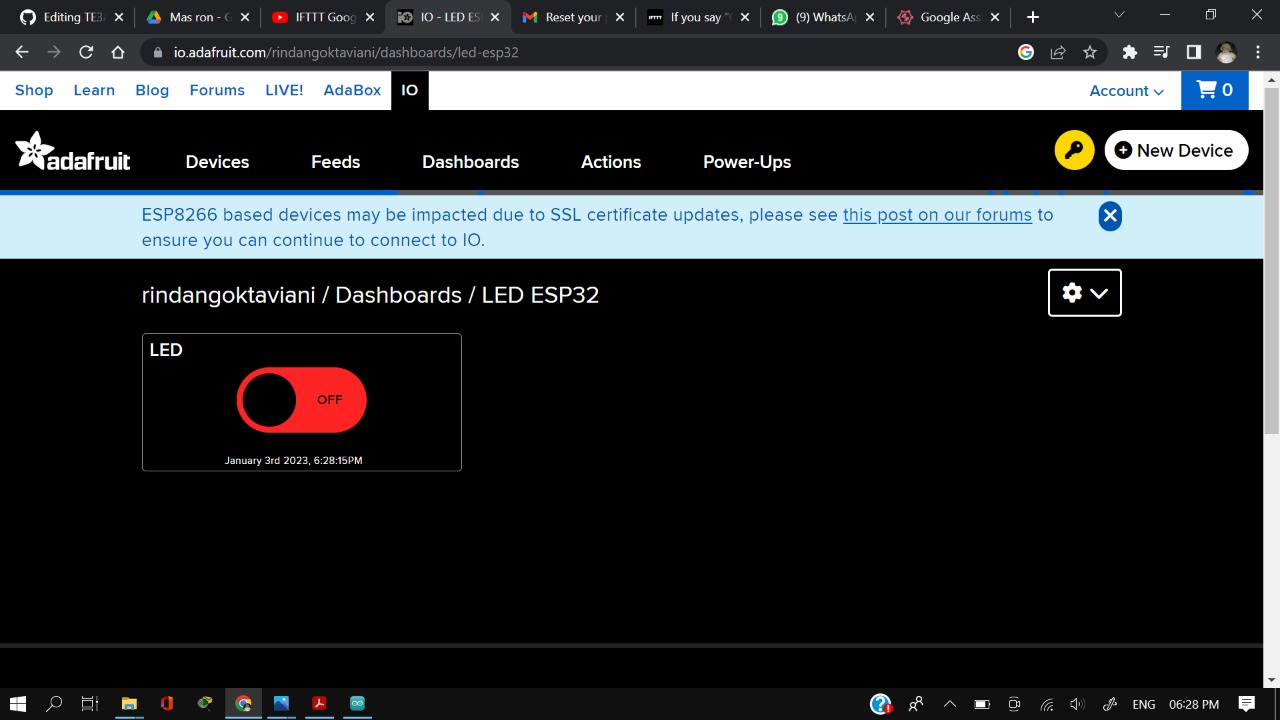 Editing TE3
Mas ron - G
IFTTT Goog
IO - LED ES
Reset your
If you say "
(9) WhatsA
Google Ass
io.adafruit.com/rindangoktaviani/dashboards/led-esp32
Shop Learn Blog Forums LIVE! AdaBox IO Account 0
adafruit Devices Feeds Dashboards Actions Power-Ups New Device
ESP8266 based devices may be impacted due to SSL certificate updates, please see this post on our forums to
ensure you can continue to connect to IO.
rindangoktaviani / Dashboards / LED ESP32
LED
OFF
January 3rd 2023, 6:28:15PM
ENG 06:28 PM